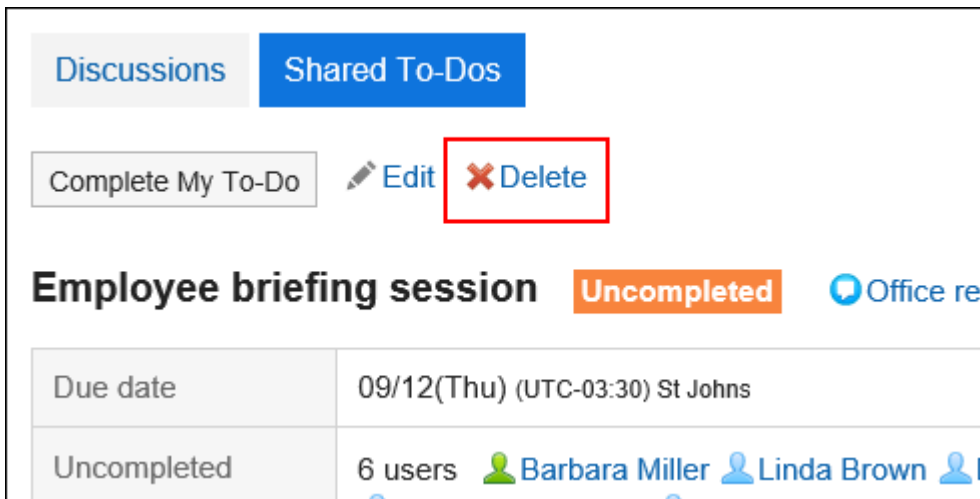 Discussions Shared To-Dos
Complete My To-Do Edit Delete
Employee briefing session Uncompleted Office
Due date 09/12(Thu) (UTC-03:30) St Johns
Uncompleted 6 users Barbara Miller Linda Brown